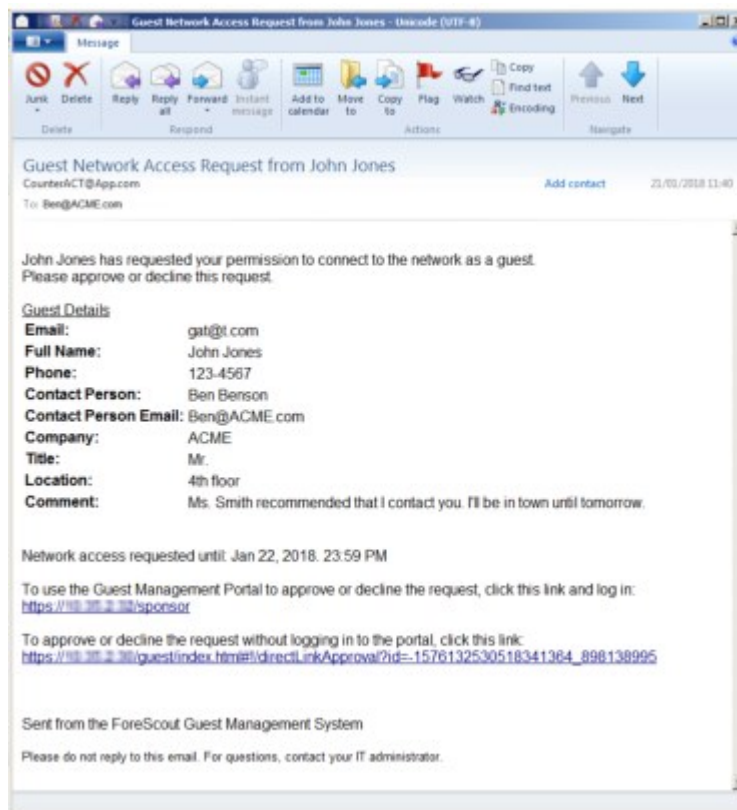 Guest Network Access Request from John Jones - Unicode (UTF-8)
Message
Junk
Delete
Reply
Reply all
Forward
Instant message
Add to calendar
Move to
Copy to
Flag
Watch
Copy
Find text
Encoding
Previous
Next
Delete
Respond
Actions
Navigate
Guest Network Access Request from John Jones
CounterACT@App.com
Add contact
21/01/2018 11:40
To: Ben@ACME.com
John Jones has requested your permission to connect to the network as a guest.
Please approve or decline this request.
Guest Details
Email: gat@t.com
Full Name: John Jones
Phone: 123-4567
Contact Person: Ben Benson
Contact Person Email: Ben@ACME.com
Company: ACME
Title: Mr.
Location: 4th floor
Comment: Ms. Smith recommended that I contact you. I'll be in town until tomorrow.
Network access requested until: Jan 22, 2018. 23:59 PM
To use the Guest Management Portal to approve or decline the request, click this link and log in:
https:// /sponsor
To approve or decline the request without logging in to the portal, click this link:
https:// /guest/index.html#!/directLinkApproval?id=-1576132530518341364_898138995
Sent from the ForeScout Guest Management System
Please do not reply to this email. For questions, contact your IT administrator.